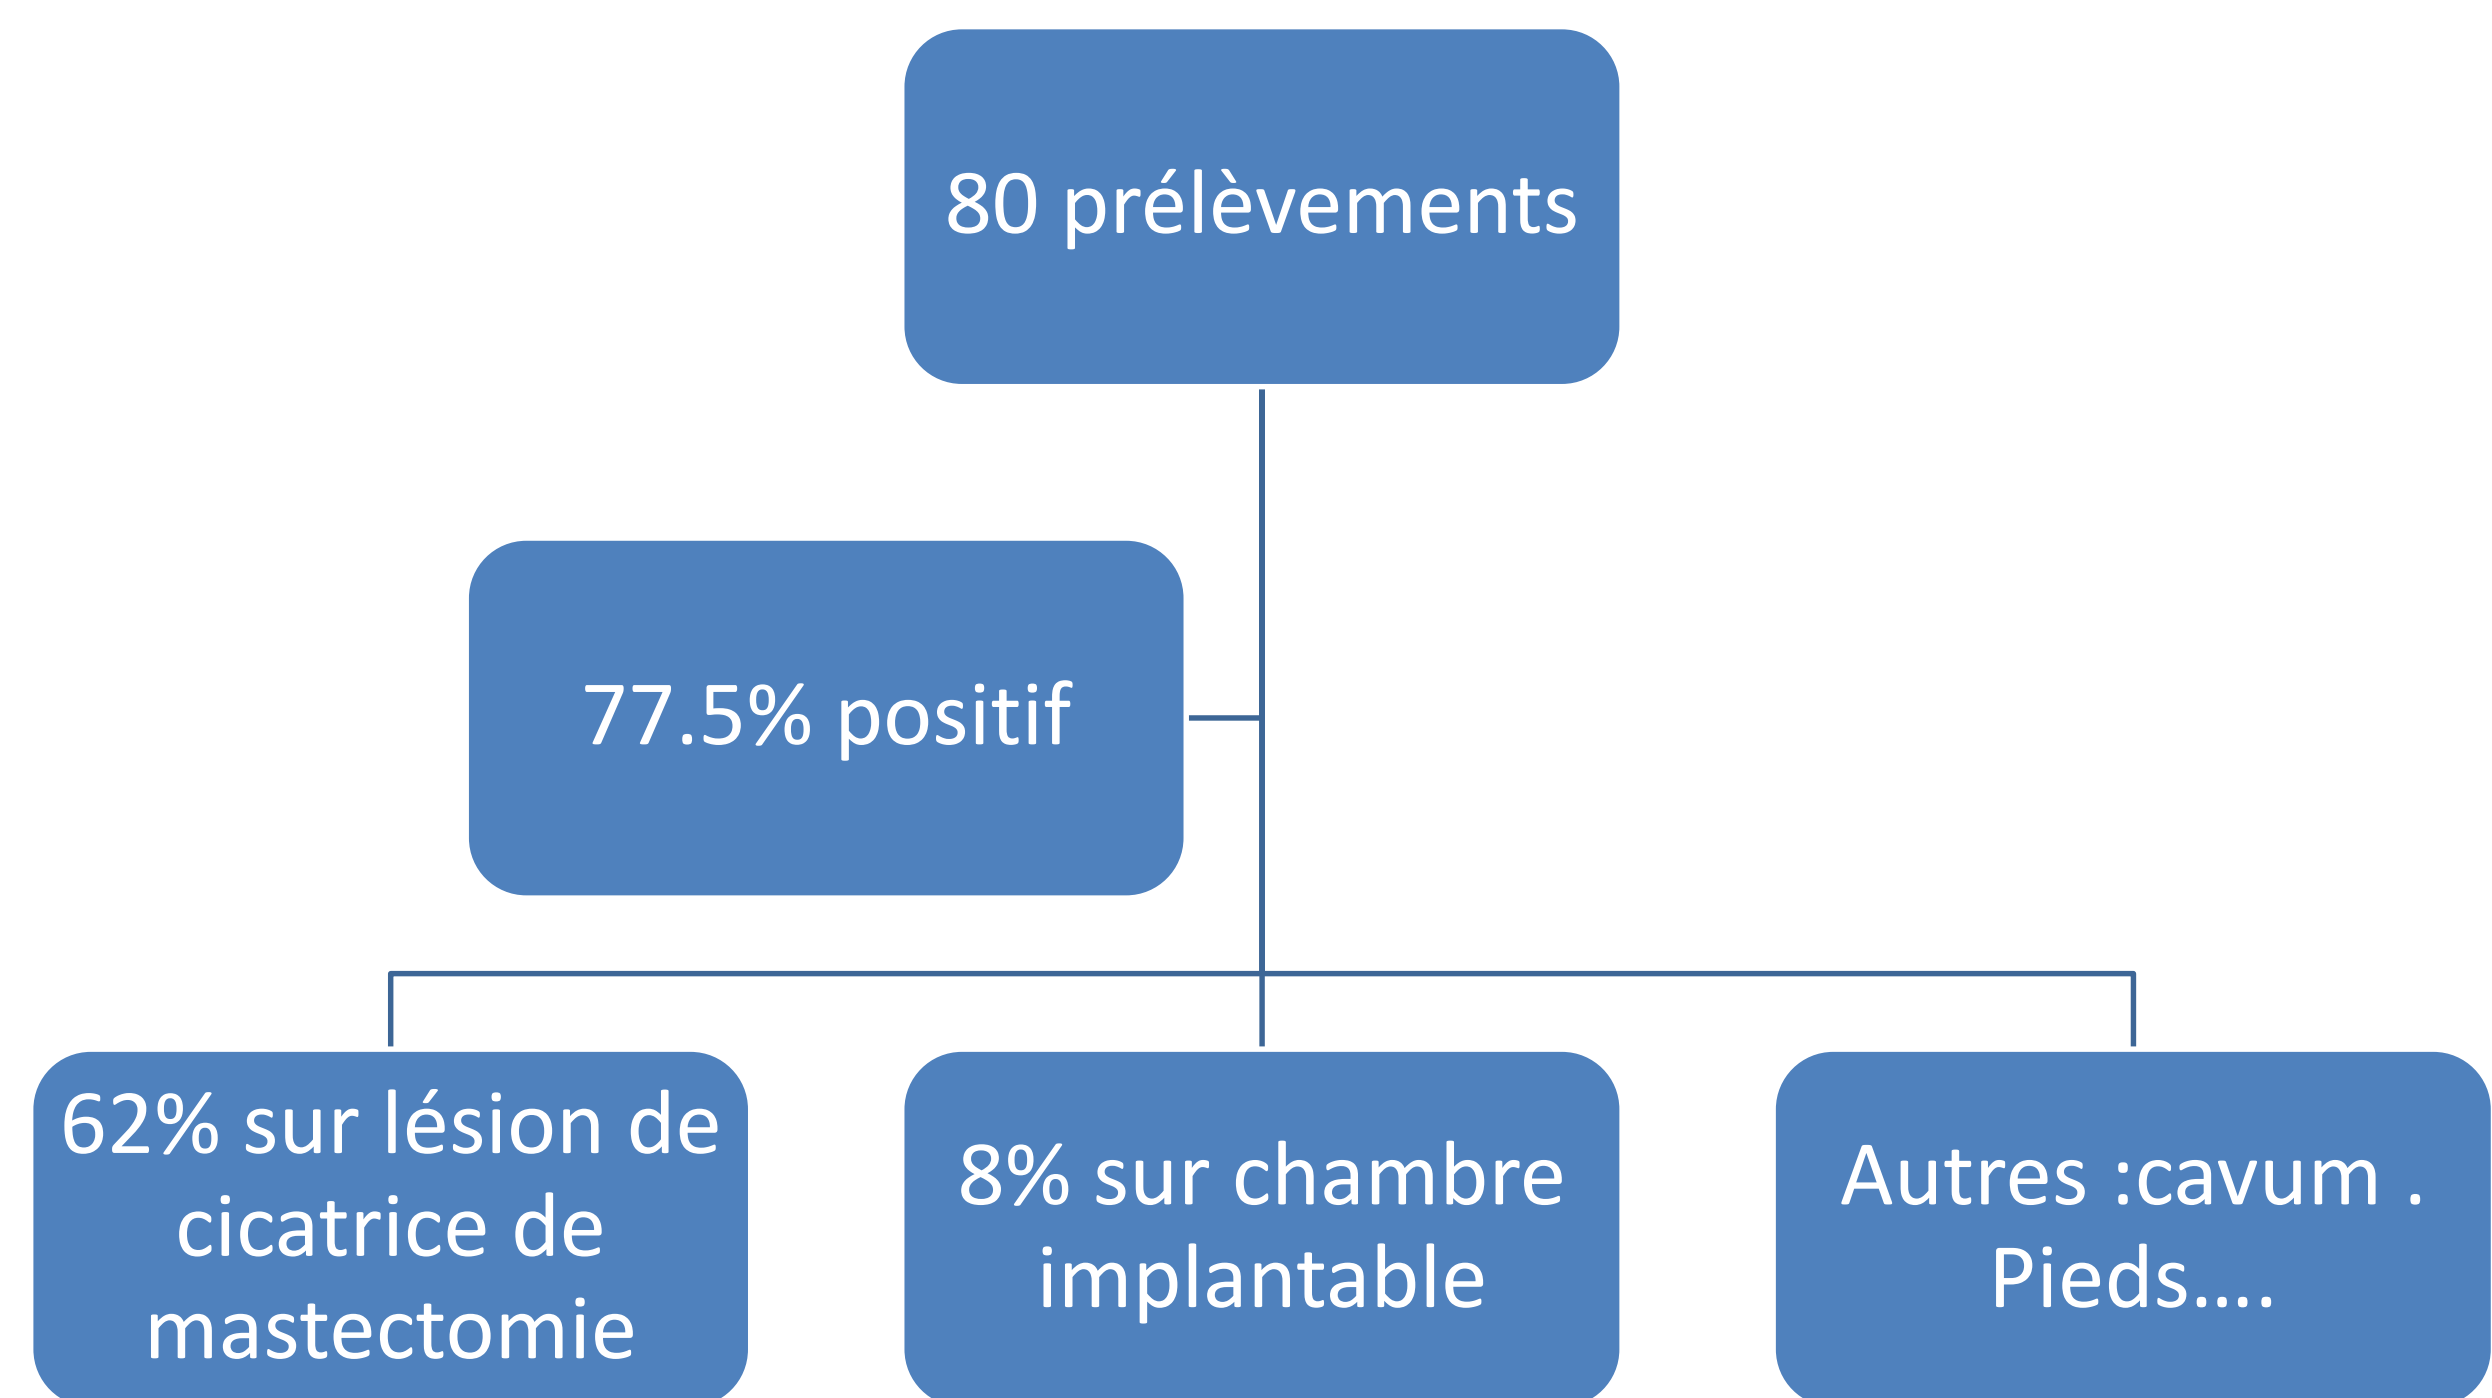 80 prélèvements
77.5% positif
62% sur lésion de
cicatrice de
mastectomie
8% sur chambre
implantable
Autres :cavum .
Pieds....